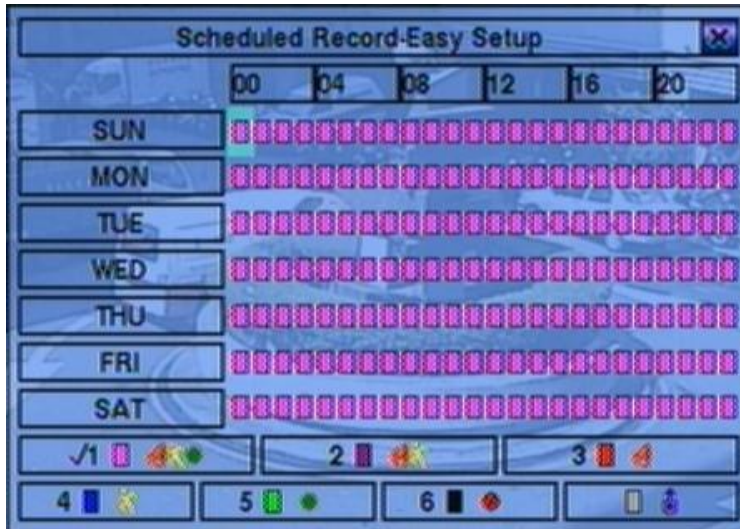 Scheduled Record-Easy Setup
00 04 08 12 16 20
SUN
MON
TUE
WED
THU
FRI
SAT
√1 2 3
4 5 6